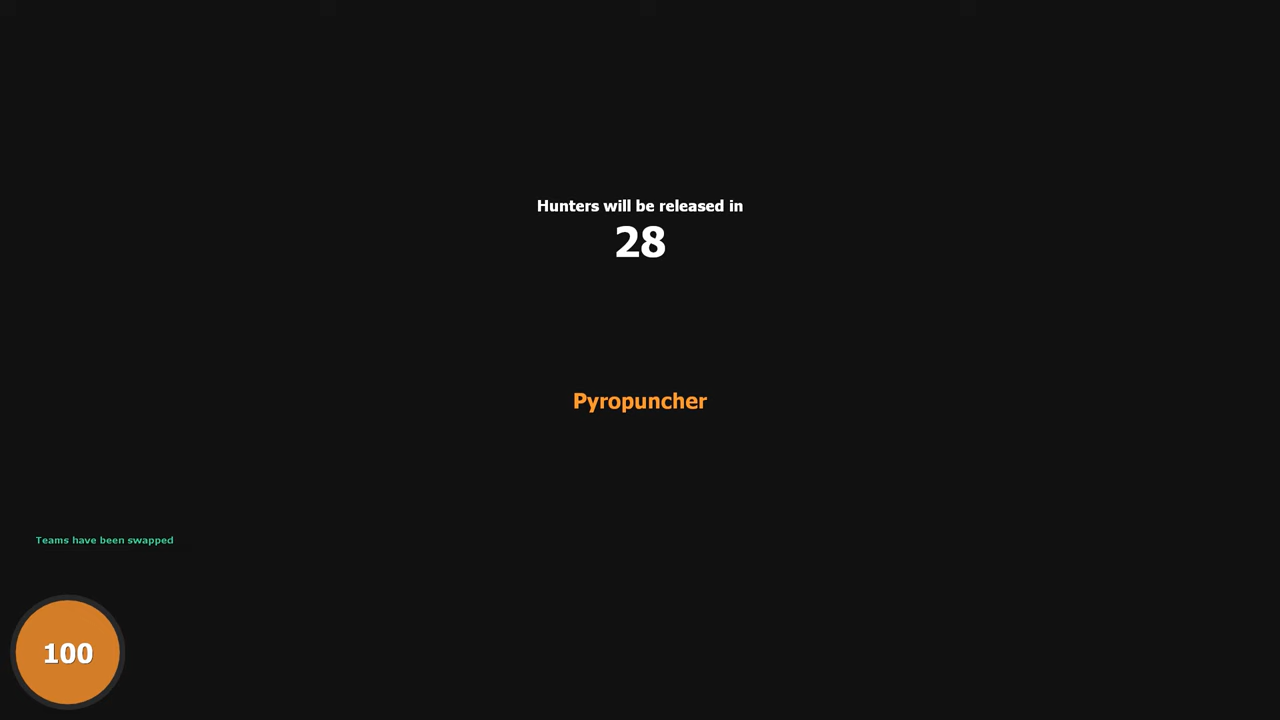 Hunters will be released in
28
Pyropuncher
Teams have been swapped
100